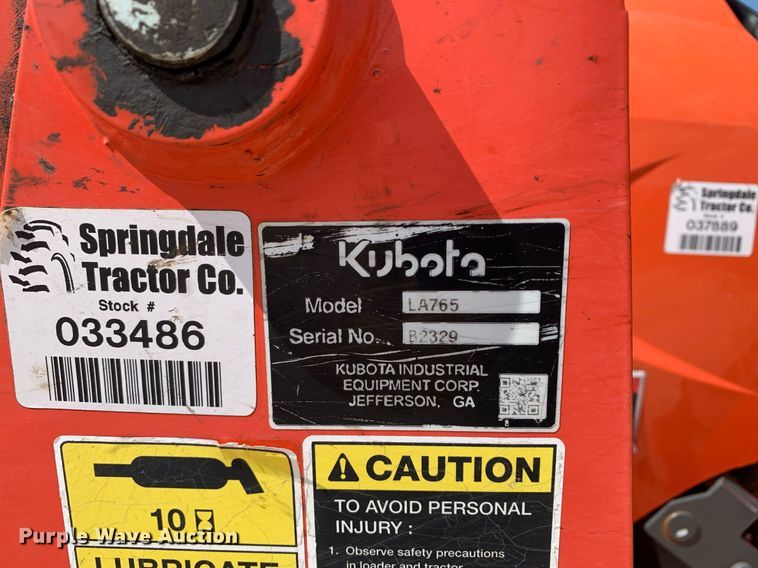 Springdale
Tractor Co.
Stock #
033486
Kubota
Model LA765
Serial No. B2329
KUBOTA INDUSTRIAL
EQUIPMENT CORP.
JEFFERSON, GA
Springdale
Tractor Co.
Stock #
037889
10
LUBRICATE
CAUTION
TO AVOID PERSONAL
INJURY :
1. Observe safety precautions
in loader and tractor
Purple Wave Auction